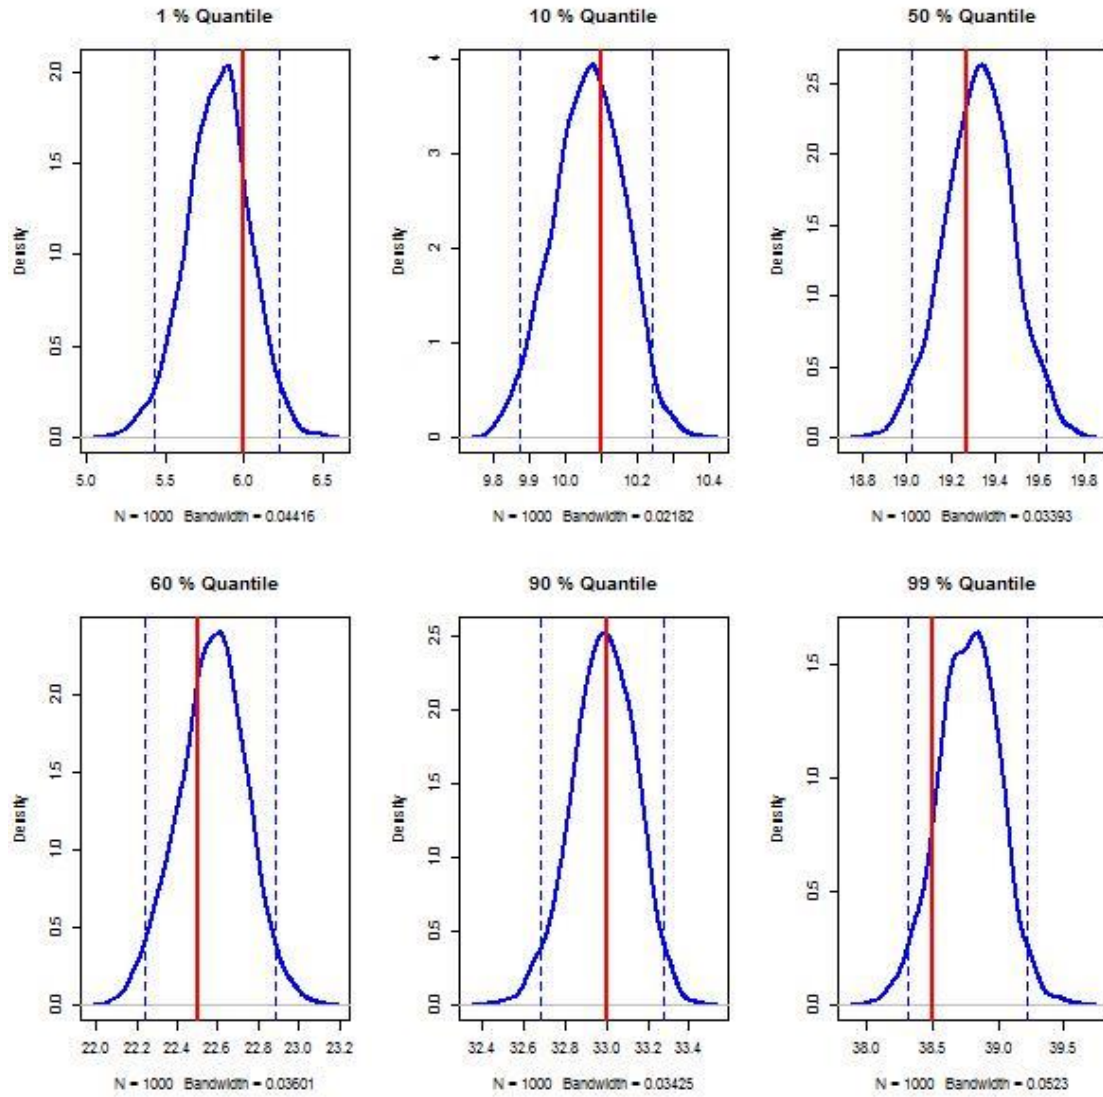 1 % Quantile
Density
0.0 0.5 1.0 1.5 2.0
5.0 5.5 6.0 6.5
N = 1000 Bandwidth = 0.04416
10 % Quantile
Density
0 1 2 3 4
9.8 9.9 10.0 10.2 10.4
N = 1000 Bandwidth = 0.02182
50 % Quantile
Density
0.0 0.5 1.0 1.5 2.0 2.5
18.8 19.0 19.2 19.4 19.6 19.8
N = 1000 Bandwidth = 0.03393
60 % Quantile
Density
0.0 0.5 1.0 1.5 2.0
22.0 22.2 22.4 22.6 22.8 23.0 23.2
N = 1000 Bandwidth = 0.03601
90 % Quantile
Density
0.0 0.5 1.0 1.5 2.0 2.5
32.4 32.6 32.8 33.0 33.2 33.4
N = 1000 Bandwidth = 0.03425
99 % Quantile
Density
0.0 0.5 1.0 1.5
38.0 38.5 39.0 39.5
N = 1000 Bandwidth = 0.0523